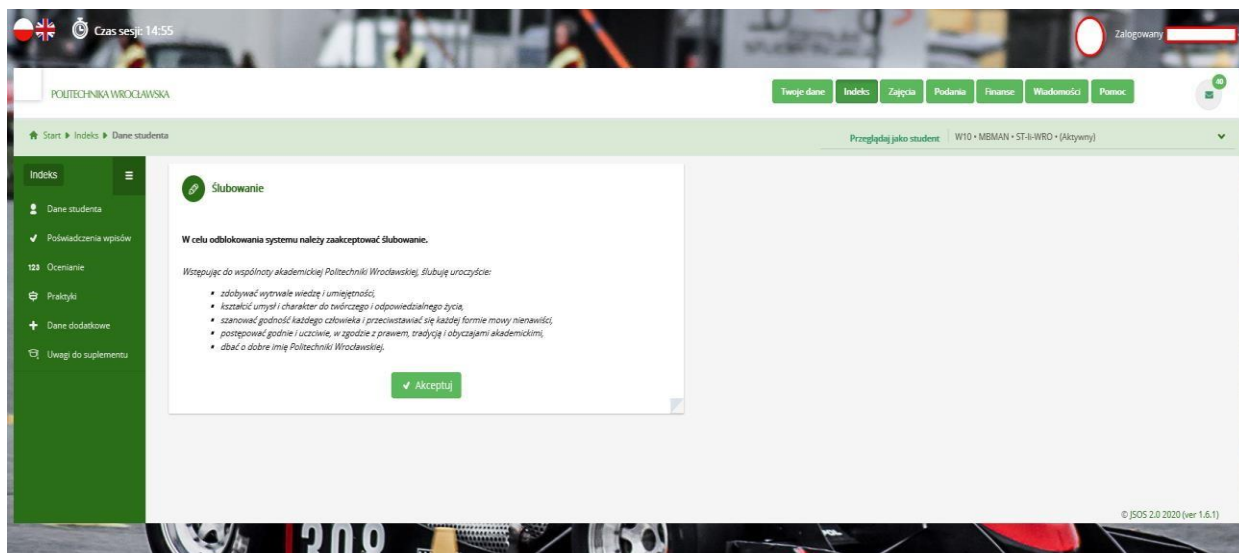 Czas sesji: 14:55
Zalogowany
POLITECHNIKA WROCŁAWSKA
Twoje dane Indeks Zajęcia Podania Finanse Wiadomości Pomoc
40
Start Indeks Dane studenta
Przeglądaj jako student W10 • MBMAN • ST-Ii-WRO • (Aktywny)
Indeks
Dane studenta
Poświadczenia wpisów
123 Ocenianie
Praktyki
Dane dodatkowe
Uwagi do suplementu
Ślubowanie
W celu odblokowania systemu należy zaakceptować ślubowanie.
Wstępując do wspólnoty akademickiej Politechniki Wrocławskiej, ślubuję uroczyście:
• zdobywać wytrwale wiedzę i umiejętności,
• kształcić umysł i charakter do twórczego i odpowiedzialnego życia,
• szanować godność każdego człowieka i przeciwstawiać się każdej formie mowy nienawiści,
• postępować godnie i uczciwie, w zgodzie z prawem, tradycją i obyczajami akademickimi,
• dbać o dobre imię Politechniki Wrocławskiej.
Akceptuj
© JSOS 2.0 2020 (ver 1.6.1)